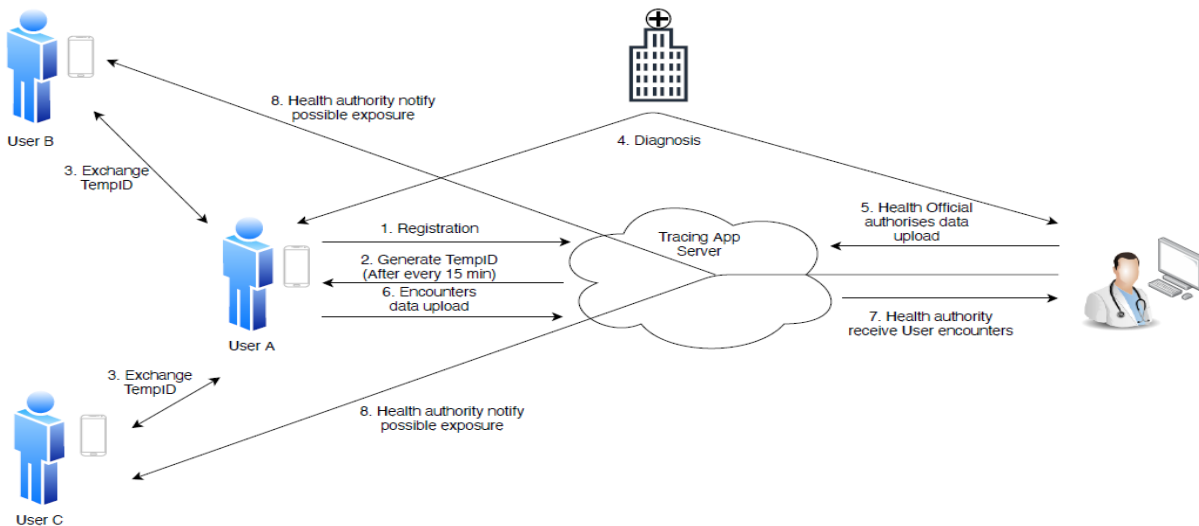 8. Health authority notify
possible exposure
User B
4. Diagnosis
3. Exchange
TempID
5. Health Official
authorises data
upload
1. Registration
Tracing App
Server
2. Generate TempID
(After every 15 min)
6. Encounters
data upload
7. Health authority
receive User encounters
User A
3. Exchange
TempID
8. Health authority notify
possible exposure
User C